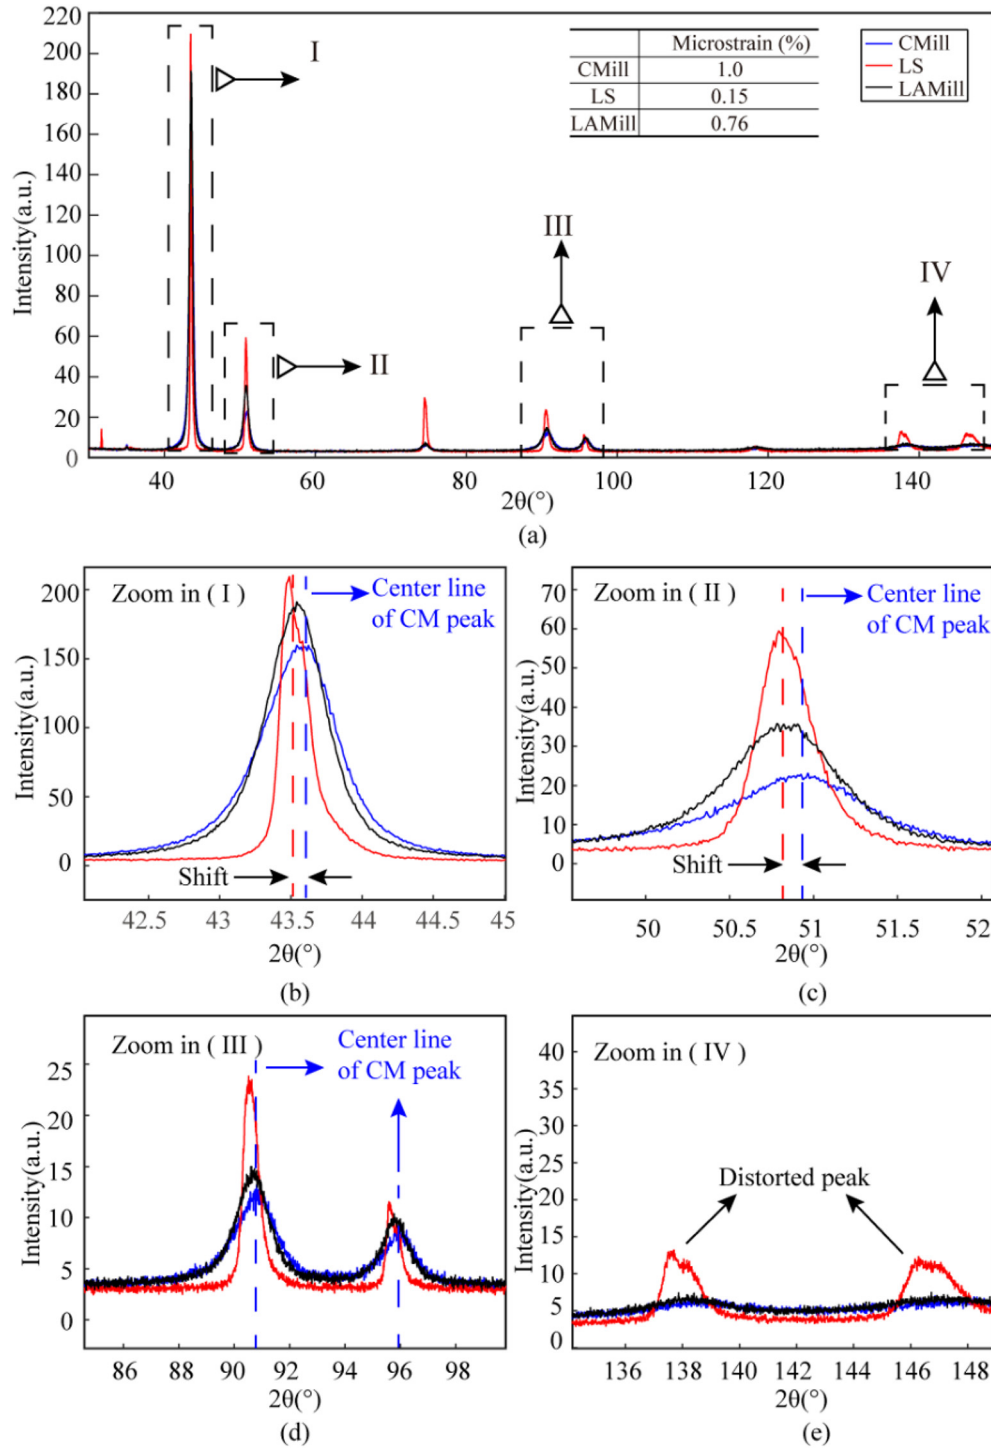 220
200
180
160
140
120
100
80
60
40
20
0
Intensity(a.u.)
I
II
III
IV
Microstrain (%)
CMill 1.0
LS 0.15
LAMill 0.76
CMill
LS
LAMill
40 60 80 100 120 140
2θ(°)
(a)
Zoom in ( I )
Center line
of CM peak
200
150
100
50
0
Intensity(a.u.)
Shift
42.5 43 43.5 44 44.5 45
2θ(°)
(b)
Zoom in ( II )
Center line
of CM peak
70
60
50
40
30
20
10
0
Intensity(a.u.)
Shift
50 50.5 51 51.5 52
2θ(°)
(c)
Zoom in ( III )
Center line
of CM peak
25
20
15
10
5
0
Intensity(a.u.)
86 88 90 92 94 96 98
2θ(°)
(d)
Zoom in ( IV )
40
35
30
25
20
15
10
5
0
Intensity(a.u.)
Distorted peak
136 138 140 142 144 146 148
2θ(°)
(e)